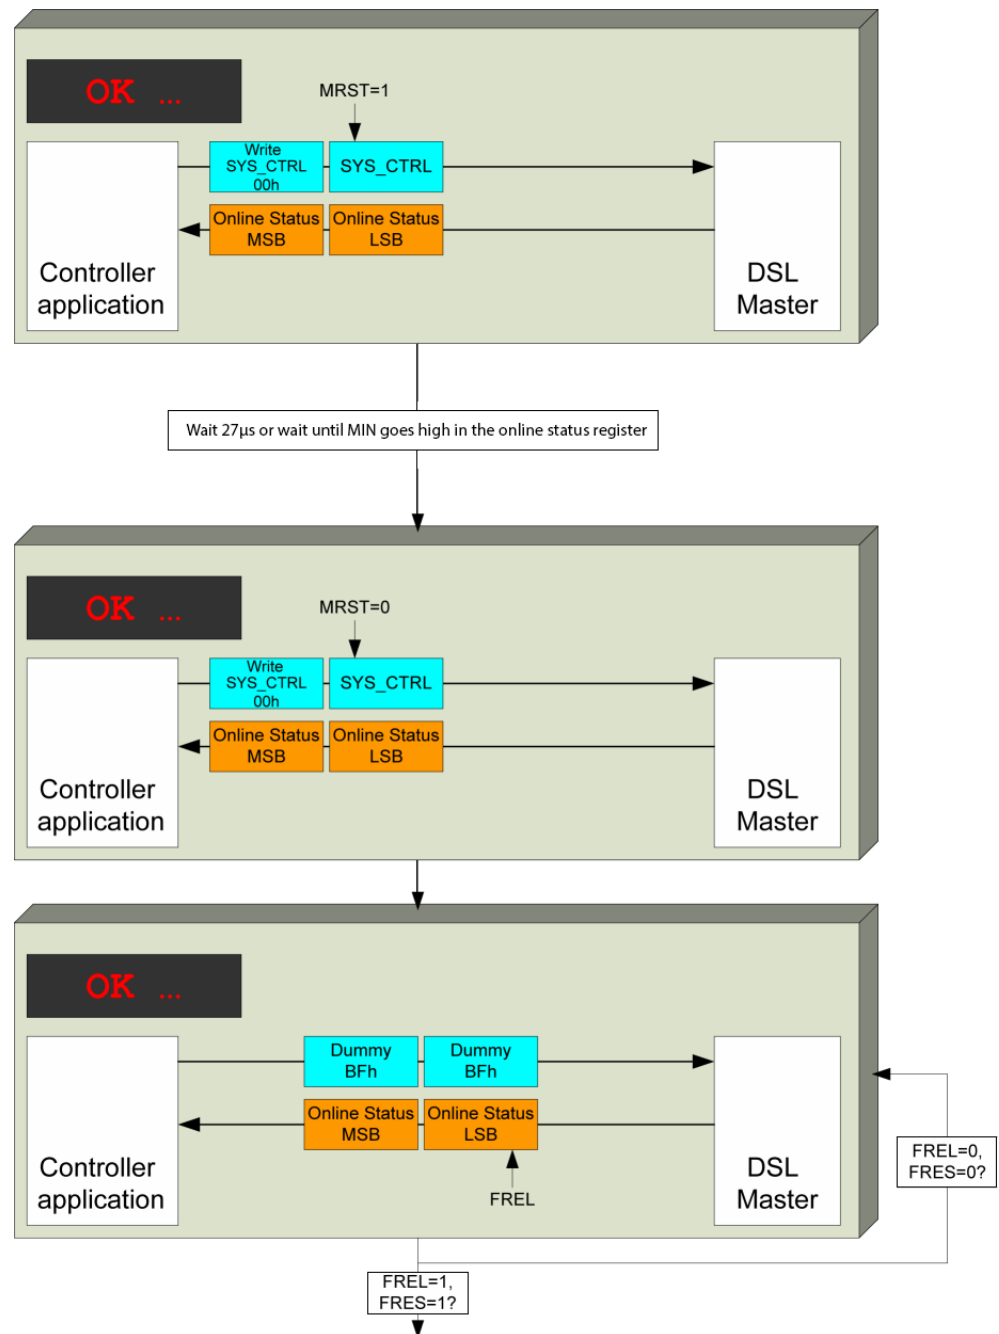 OK ...
MRST=1
Write
SYS_CTRL
00h
SYS_CTRL
Online Status
MSB
Online Status
LSB
Controller
application
DSL
Master
Wait 27µs or wait until MIN goes high in the online status register
OK ...
MRST=0
Write
SYS_CTRL
00h
SYS_CTRL
Online Status
MSB
Online Status
LSB
Controller
application
DSL
Master
OK ...
Dummy
BFh
Dummy
BFh
Online Status
MSB
Online Status
LSB
FREL
Controller
application
DSL
Master
FREL=0,
FRES=0?
FREL=1,
FRES=1?